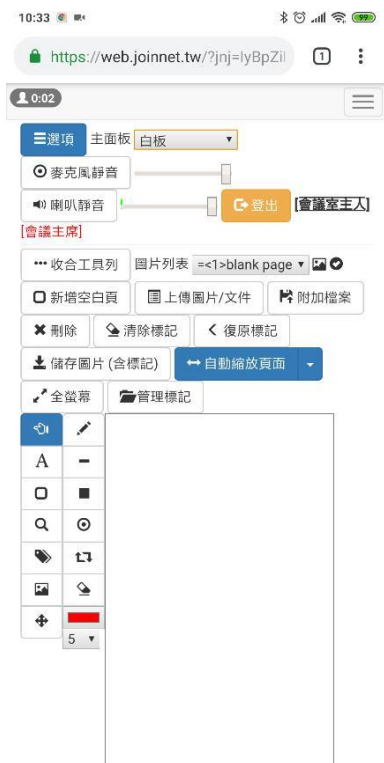 10:33 99
https://web.joinnet.tw/?jnj=IyBpZil 1
0:02
選項 主面板 白板
麥克風靜音
喇叭靜音 登出 [會議室主人]
[會議主席]
收合工具列 圖片列表 =<1>blank page
新增空白頁 上傳圖片/文件 附加檔案
刪除 清除標記 復原標記
儲存圖片 (含標記) 自動縮放頁面
全螢幕 管理標記
A
5